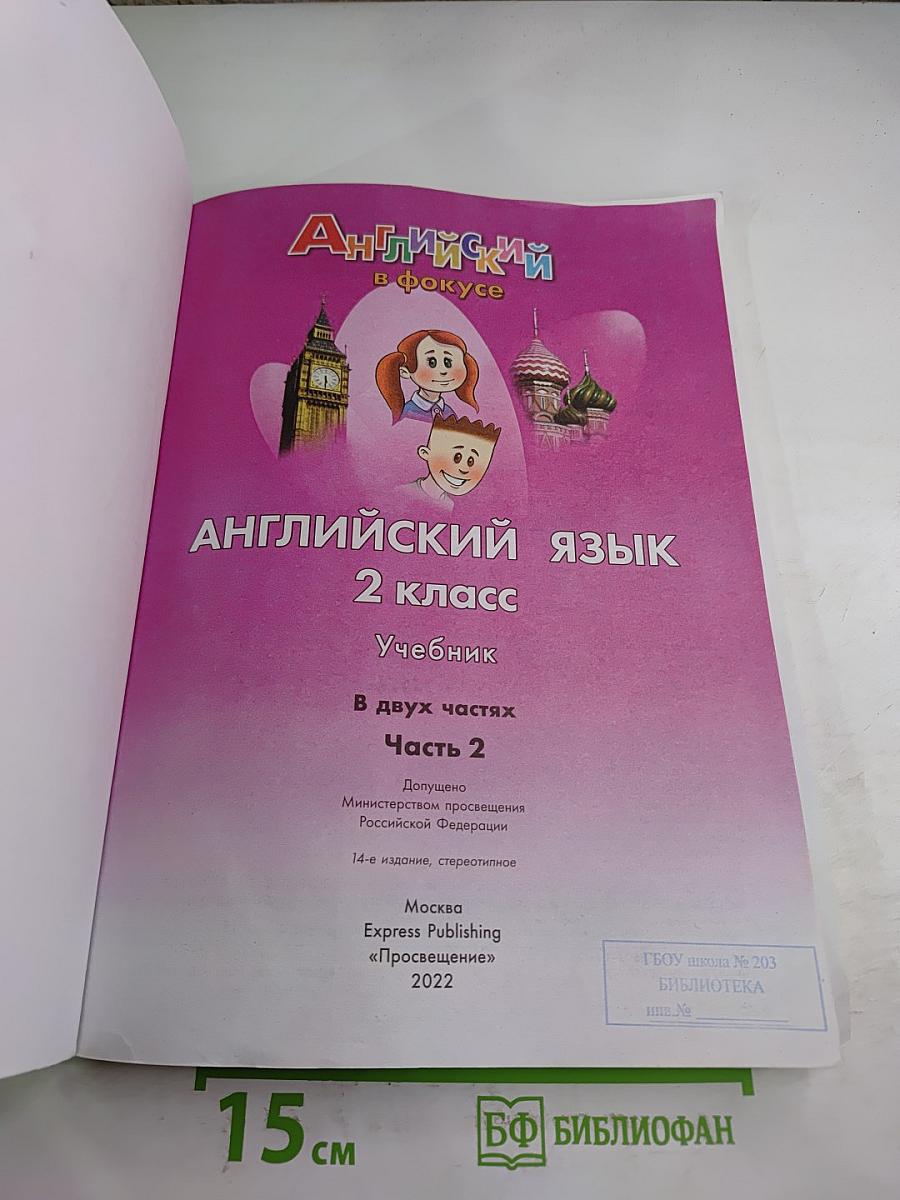 Английский
в фокусе
АНГЛИЙСКИЙ ЯЗЫК
2 класс
Учебник
В двух частях
Часть 2
Допущено
Министерством просвещения
Российской Федерации
14-е издание, стереотипное
Москва
Express Publishing
«Просвещение»
2022
ГБОУ школа № 203
БИБЛИОТЕКА
инв.№
15 см
БФ БИБЛИОФАН